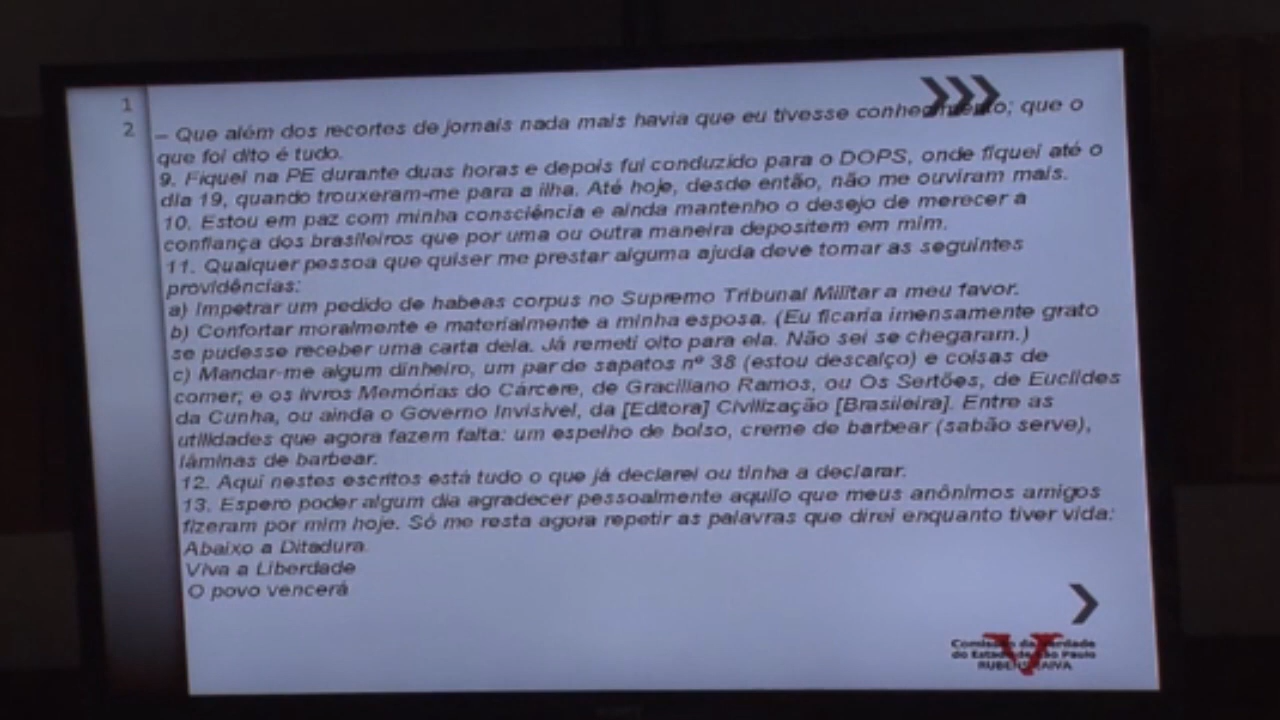 1
2
– Que além dos recortes de jornais nada mais havia que eu tivesse conhecimento; que o
que foi dito é tudo.
9. Fiquei na PE durante duas horas e depois fui conduzido para o DOPS, onde fiquei até o
dia 19, quando trouxeram-me para a ilha. Até hoje, desde então, não me ouviram mais.
10. Estou em paz com minha consciência e ainda mantenho o desejo de merecer a
confiança dos brasileiros que por uma ou outra maneira depositem em mim.
11. Qualquer pessoa que quiser me prestar alguma ajuda deve tomar as seguintes
providências:
a) Impetrar um pedido de habeas corpus no Supremo Tribunal Militar a meu favor.
b) Confortar moralmente e materialmente a minha esposa. (Eu ficaria imensamente grato
se pudesse receber uma carta dela. Já remeti oito para ela. Não sei se chegaram.)
c) Mandar-me algum dinheiro, um par de sapatos nº 38 (estou descalço) e coisas de
comer; e os livros Memórias do Cárcere, de Graciliano Ramos, ou Os Sertões, de Euclides
da Cunha, ou ainda o Governo Invisível, da [Editora] Civilização [Brasileira]. Entre as
utilidades que agora fazem falta: um espelho de bolso, creme de barbear (sabão serve),
lâminas de barbear.
12. Aqui nestes escritos está tudo o que já declarei ou tinha a declarar.
13. Espero poder algum dia agradecer pessoalmente aquilo que meus anônimos amigos
fizeram por mim hoje. Só me resta agora repetir as palavras que direi enquanto tiver vida:
Abaixo a Ditadura.
Viva a Liberdade
O povo vencerá
Comissão da Verdade
do Estado de São Paulo
RUBENS PAIVA
V